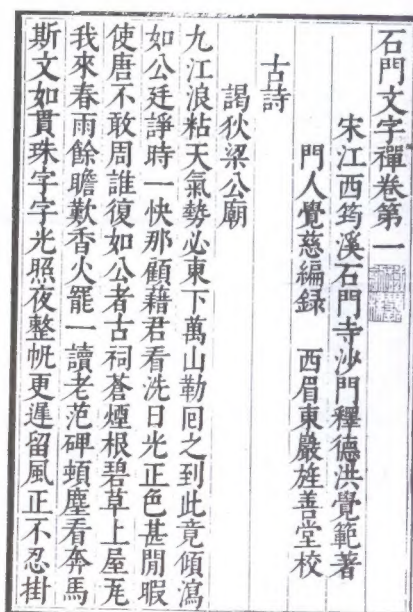 石門文字禪卷第一
宋江西筠溪石門寺沙門釋德洪覺範著
門人覺慈編録　西眉東巖旌善堂校
古詩
謁狄梁公廟
九江浪粘天氣勢必東下萬山勒囘之到此竟傾瀉
如公廷諍時一快那顧藉君看洗日光正色甚閒暇
使唐不敢周誰復如公者古祠蒼煙根碧草上屋瓦
我來春雨餘瞻歎香火罷一讀老范碑頓塵看奔馬
斯文如貫珠字字光照夜整帆更遲留風正不忍掛